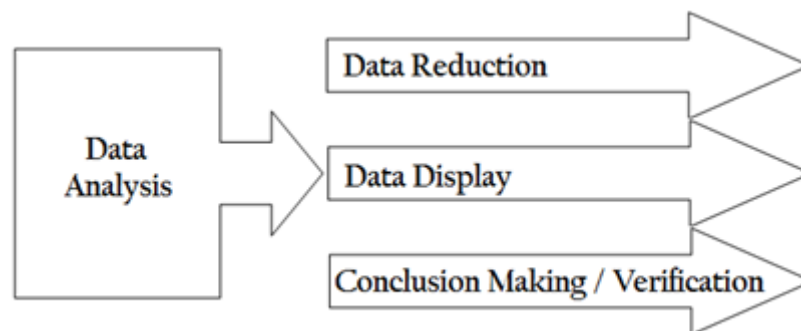 Data
Analysis
Data Reduction
Data Display
Conclusion Making / Verification